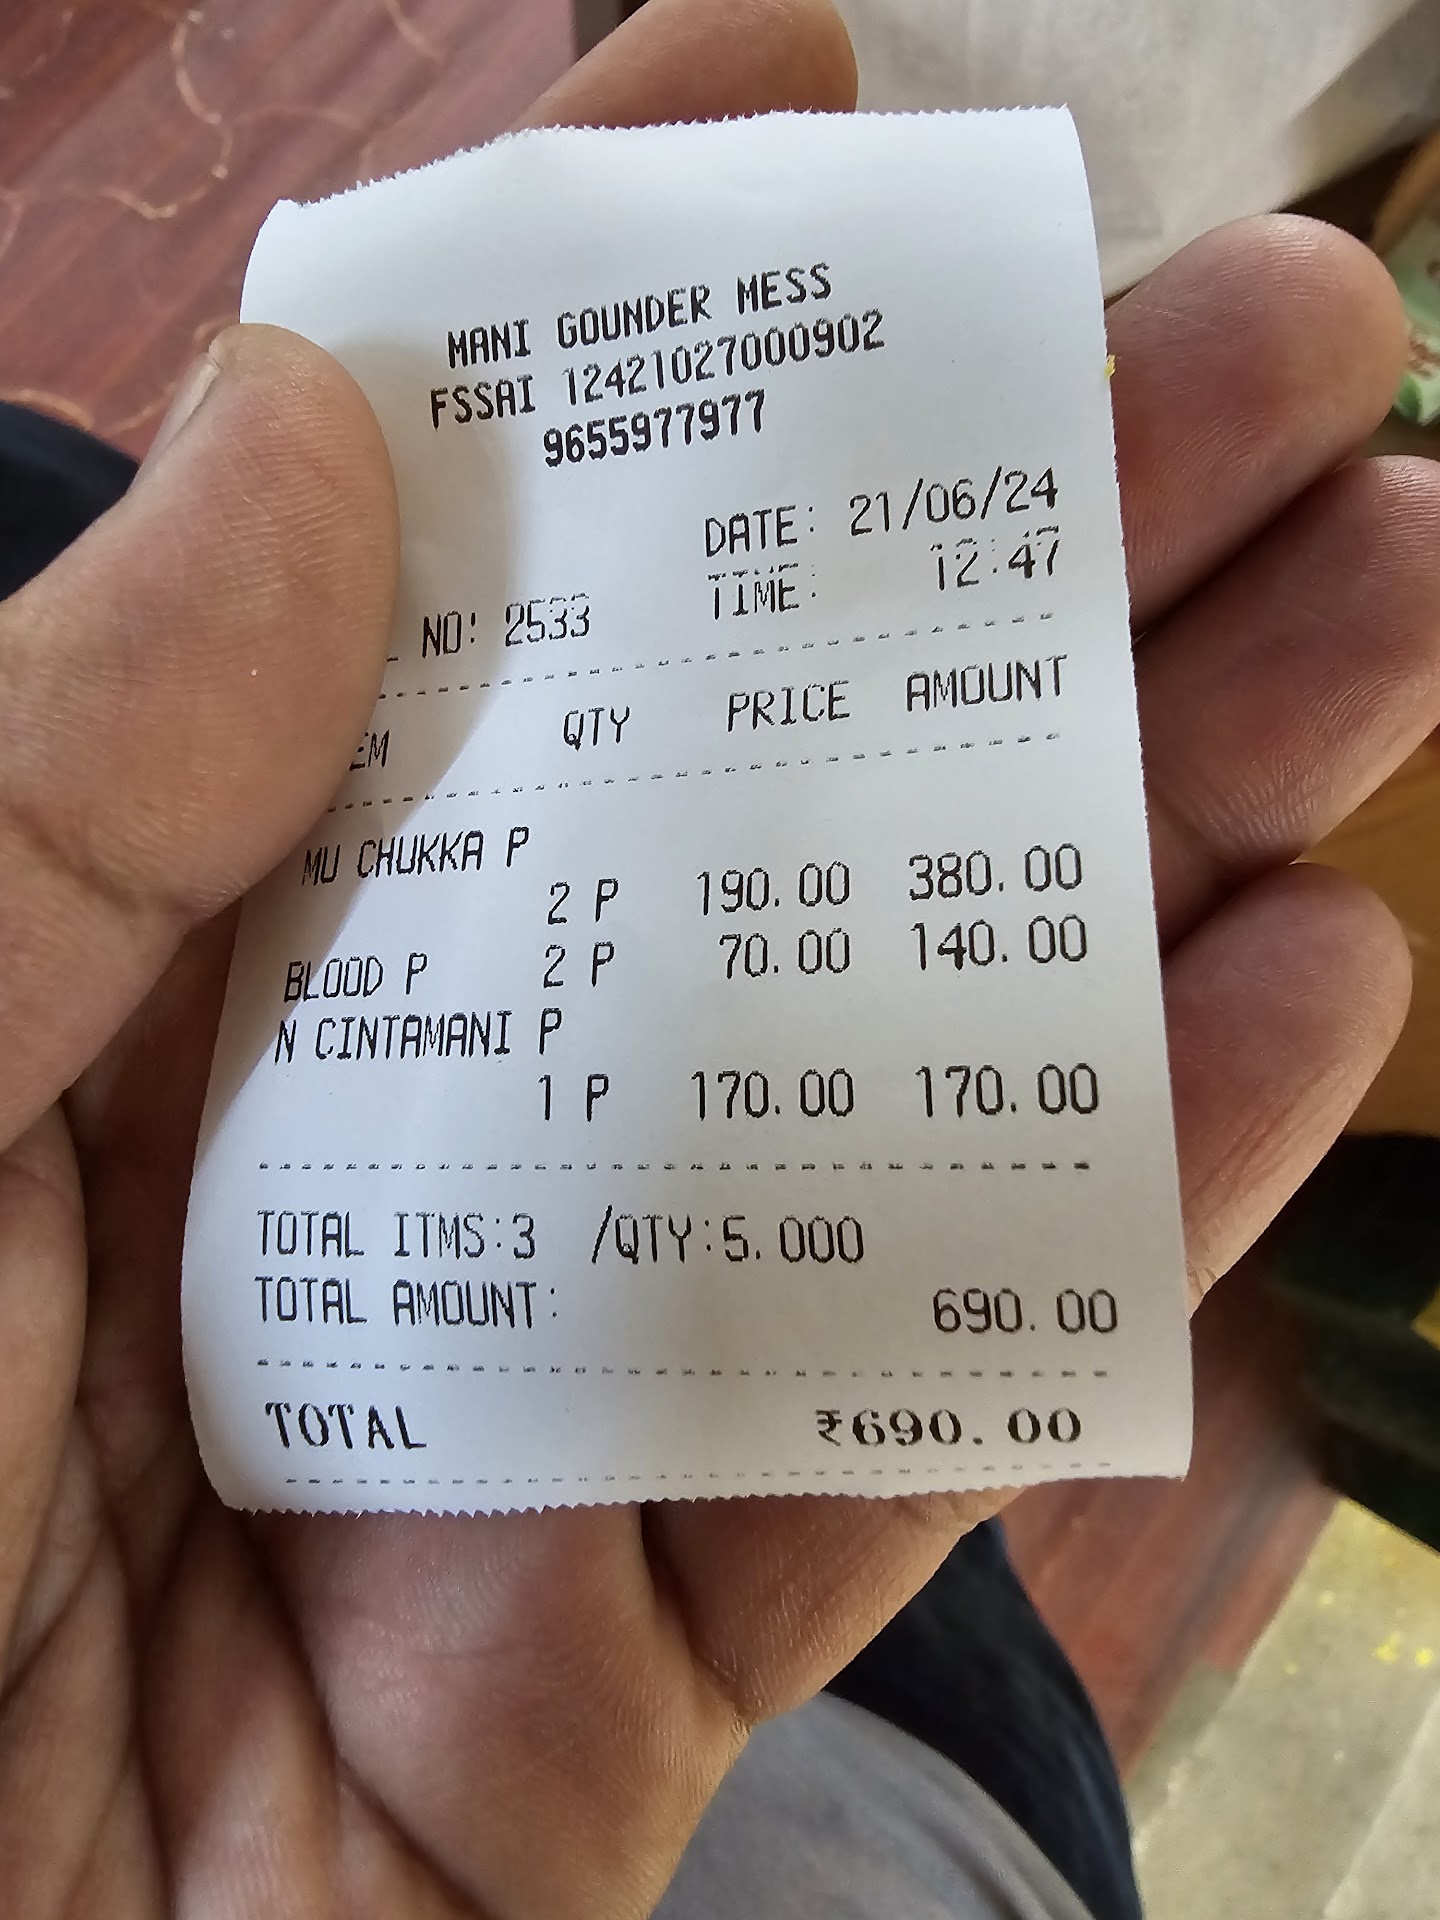 MANI GOUNDER MESS
FSSAI 12421027000902
9655977977
DATE: 21/06/24
NO: 2533 TIME: 12:47
EM QTY PRICE AMOUNT
MU CHUKKA P
2 P 190.00 380.00
BLOOD P 2 P 70.00 140.00
N CINTAMANI P
1 P 170.00 170.00
TOTAL ITMS:3 /QTY:5.000
TOTAL AMOUNT: 690.00
TOTAL ₹690.00